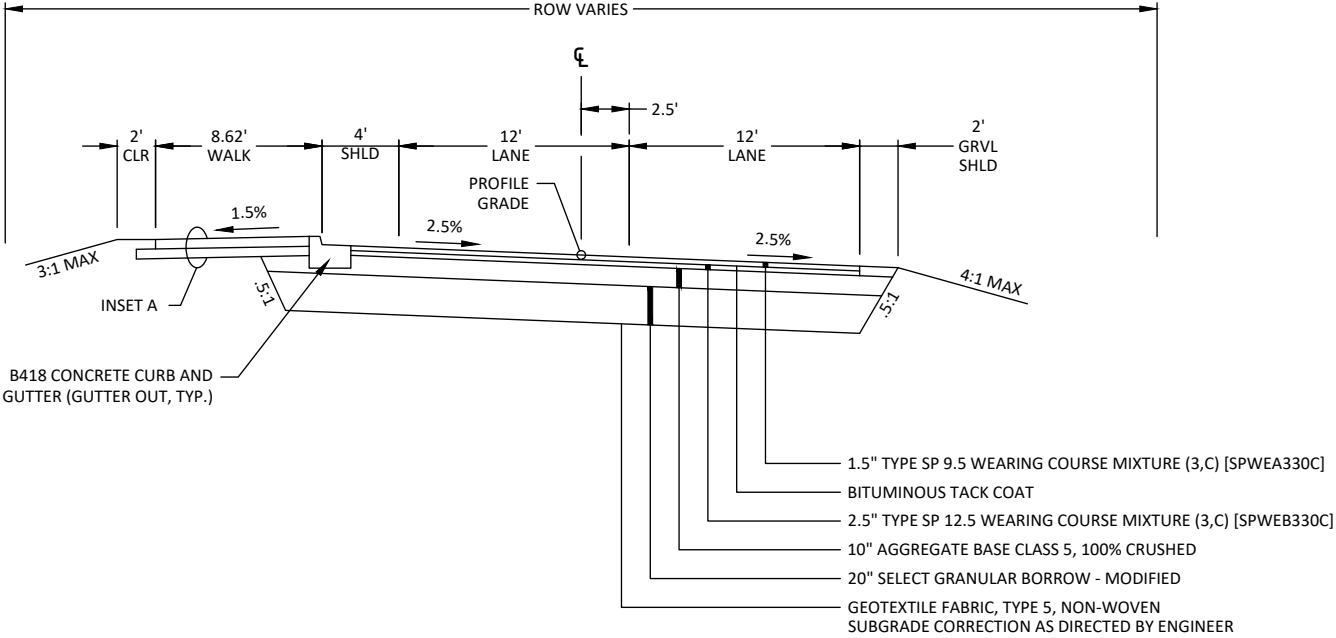 ROW VARIES
℄
2.5'
2'
CLR
8.62'
WALK
4'
SHLD
12'
LANE
12'
LANE
2'
GRVL
SHLD
PROFILE
GRADE
1.5%
2.5%
2.5%
3:1 MAX
4:1 MAX
INSET A
.5:1
.5:1
B418 CONCRETE CURB AND
GUTTER (GUTTER OUT, TYP.)
1.5" TYPE SP 9.5 WEARING COURSE MIXTURE (3,C) [SPWEA330C]
BITUMINOUS TACK COAT
2.5" TYPE SP 12.5 WEARING COURSE MIXTURE (3,C) [SPWEB330C]
10" AGGREGATE BASE CLASS 5, 100% CRUSHED
20" SELECT GRANULAR BORROW - MODIFIED
GEOTEXTILE FABRIC, TYPE 5, NON-WOVEN
SUBGRADE CORRECTION AS DIRECTED BY ENGINEER